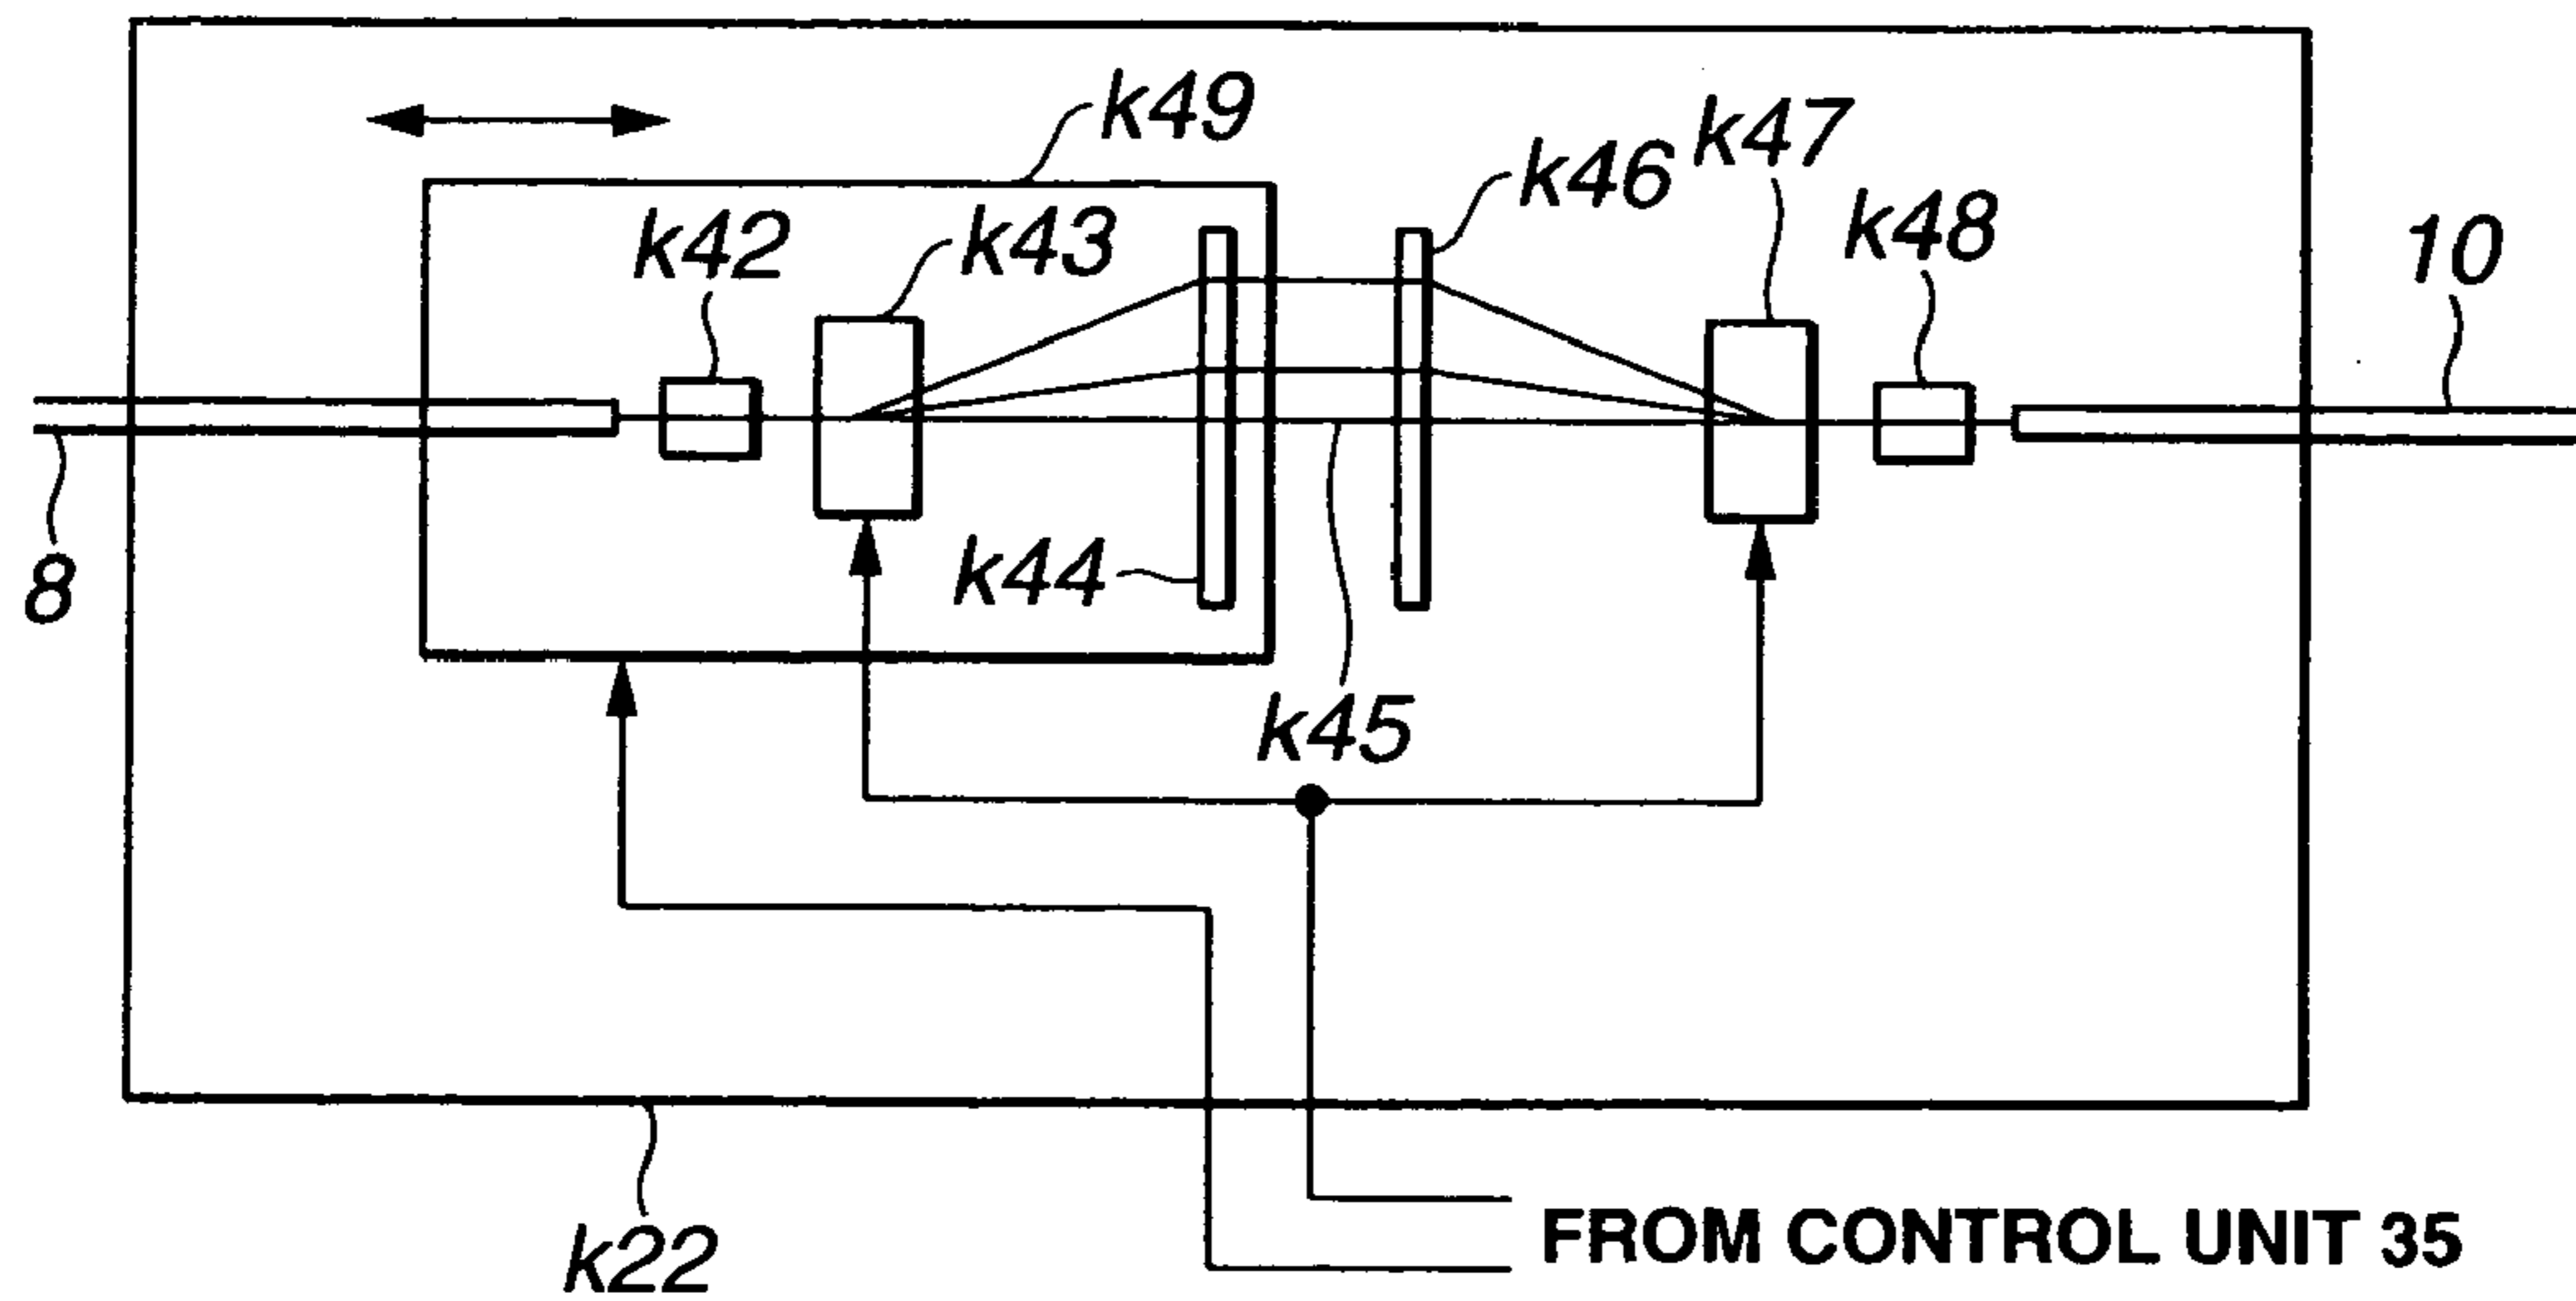 k49
k47
k46
k42
k43
k48
10
8
k44
k45
FROM CONTROL UNIT 35
k22